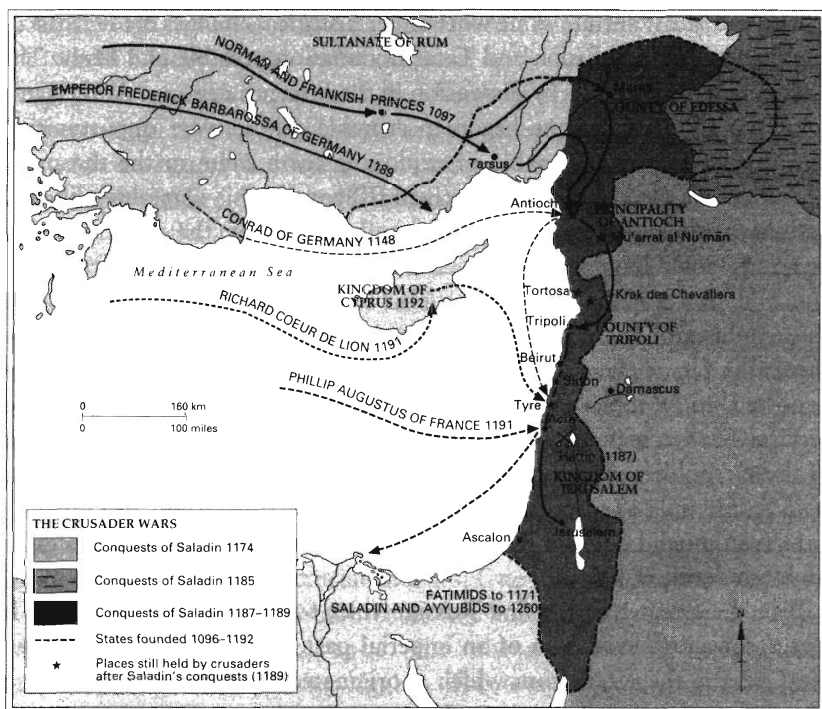 SULTANATE OF RUM
NORMAN AND FRANKISH PRINCES 1097
EMPEROR FREDERICK BARBAROSSA OF GERMANY 1189
COUNTY OF EDESSA
Tarsus
Antioch
PRINCIPALITY
OF ANTIOCH
Mu'arrat al Nu'mān
CONRAD OF GERMANY 1148
Mediterranean Sea
KINGDOM OF
CYPRUS 1192
Tortosa
Krak des Chevaliers
RICHARD COEUR DE LION 1191
Tripoli
COUNTY OF
TRIPOLI
Beirut
Sidon
Damascus
PHILLIP AUGUSTUS OF FRANCE 1191
Tyre
Acre
0 160 km
0 100 miles
Hattin (1187)
KINGDOM OF
JERUSALEM
Jerusalem
Ascalon
FATIMIDS to 1171
SALADIN AND AYYUBIDS to 1250
N
THE CRUSADER WARS
Conquests of Saladin 1174
Conquests of Saladin 1185
Conquests of Saladin 1187–1189
States founded 1096–1192
Places still held by crusaders
after Saladin's conquests (1189)